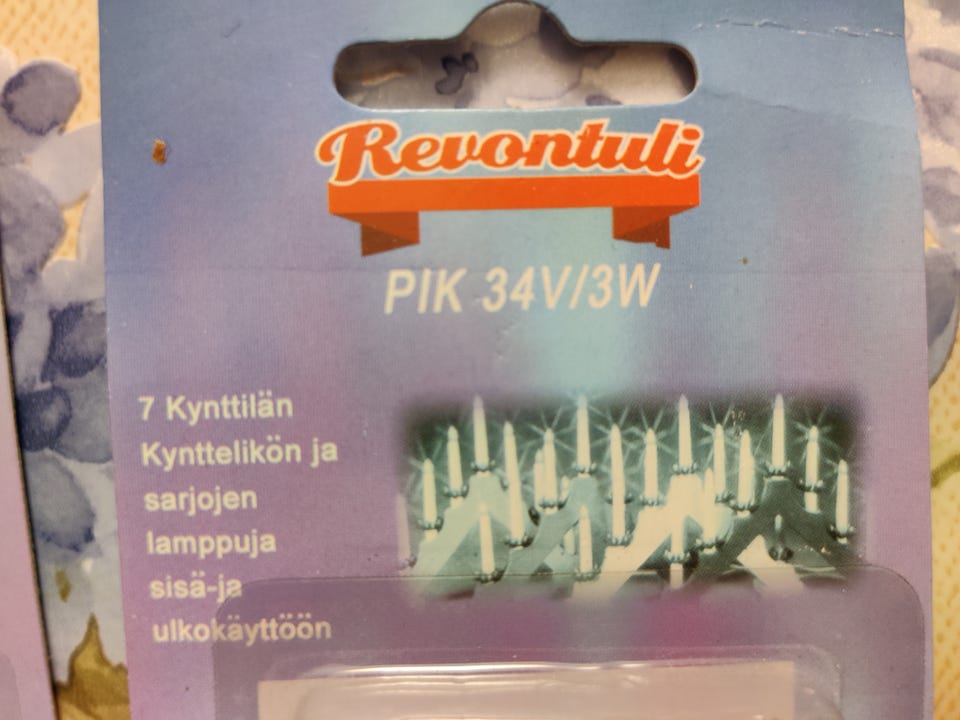 Revontuli
PIK 34V/3W
7 Kynttilän
Kynttelikön ja
sarjojen
lamppuja
sisä-ja
ulkokäyttöön